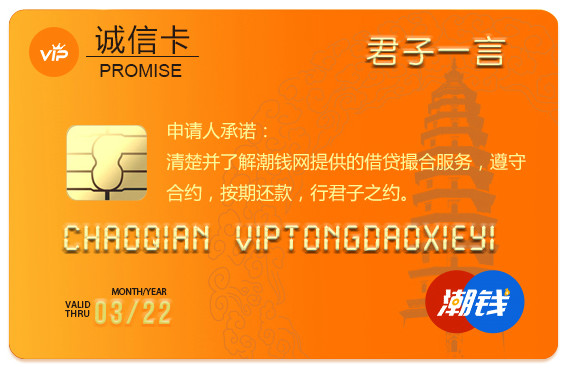 VIP
诚信卡
PROMISE
君子一言
申请人承诺：
清楚并了解潮钱网提供的借贷撮合服务，遵守
合约，按期还款，行君子之约。
CHAOQIAN VIPTONGDAOXIEYI
MONTH/YEAR
VALID
THRU 03/22
潮钱